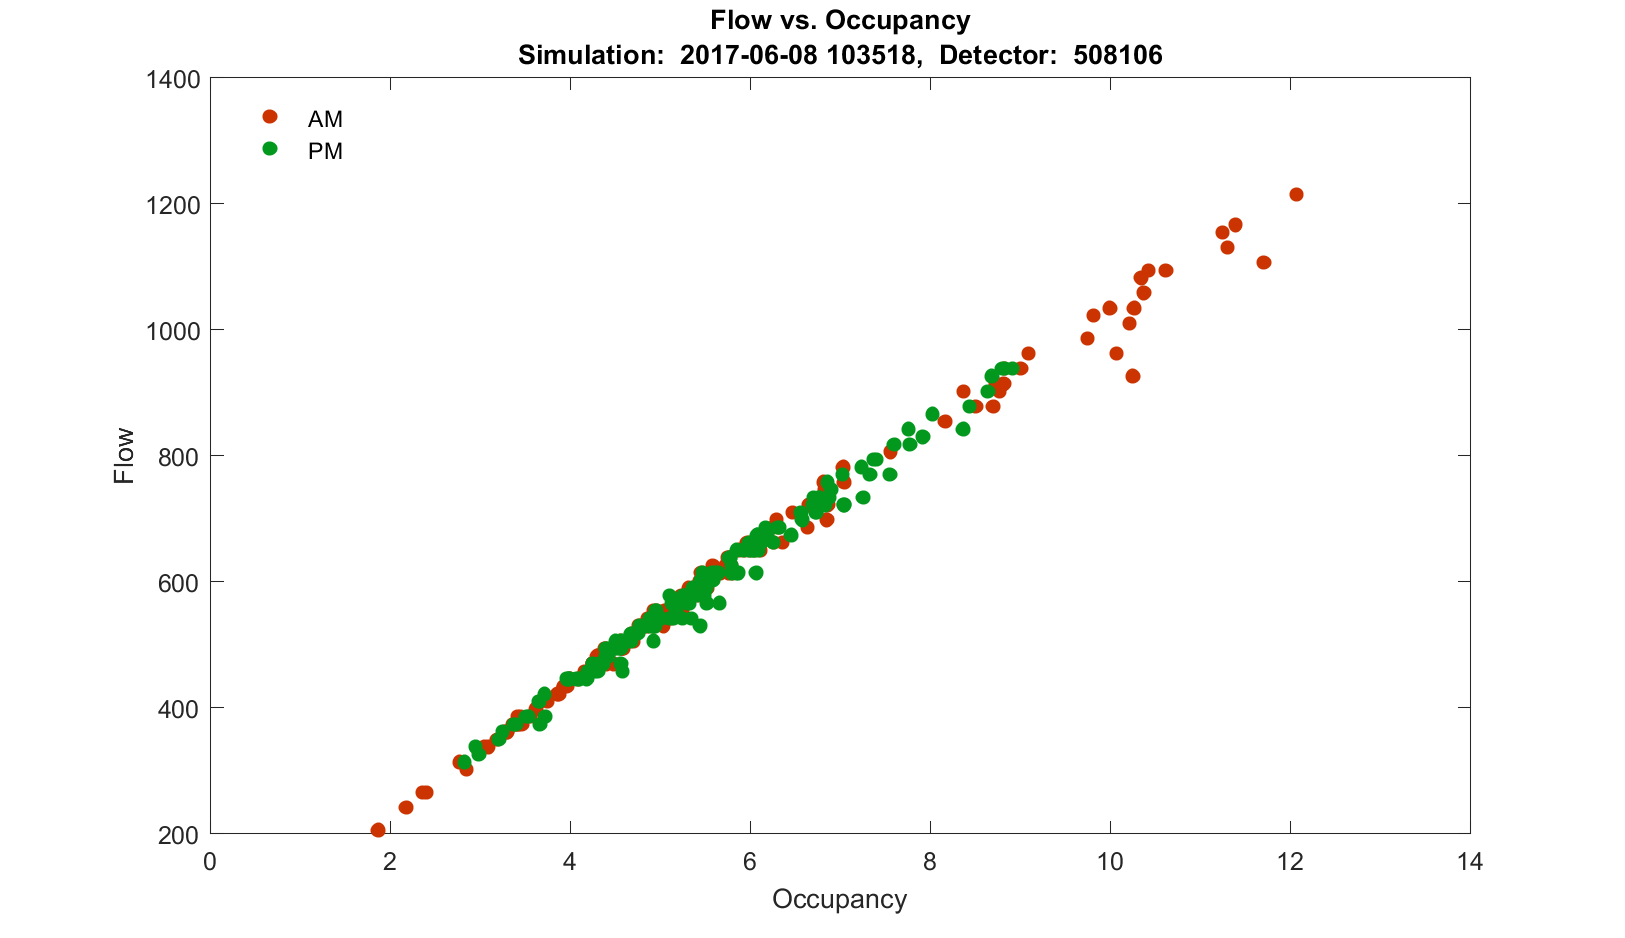 Flow vs. Occupancy
Simulation:  2017-06-08 103518,  Detector:  508106
1400
AM
PM
1200
1000
800
Flow
600
400
200
0 2 4 6 8 10 12 14
Occupancy